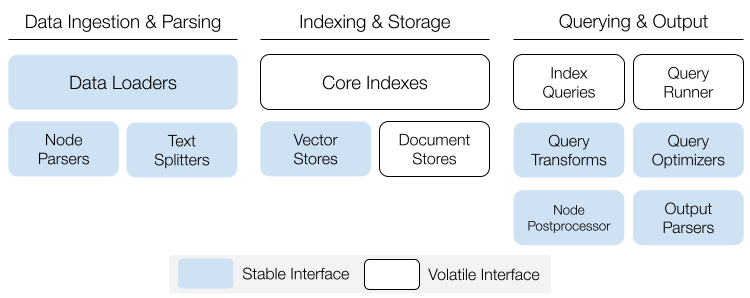 Data Ingestion & Parsing
Data Loaders
Node
Parsers
Text
Splitters
Indexing & Storage
Core Indexes
Vector
Stores
Document
Stores
Querying & Output
Index
Queries
Query
Runner
Query
Transforms
Query
Optimizers
Node
Postprocessor
Output
Parsers
Stable Interface
Volatile Interface